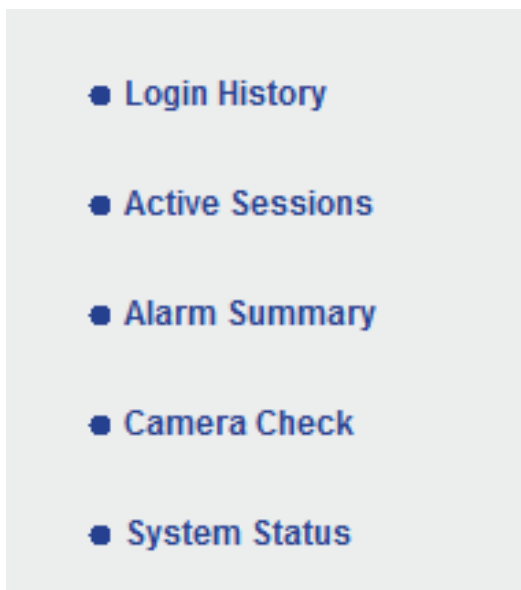 Login History
Active Sessions
Alarm Summary
Camera Check
System Status